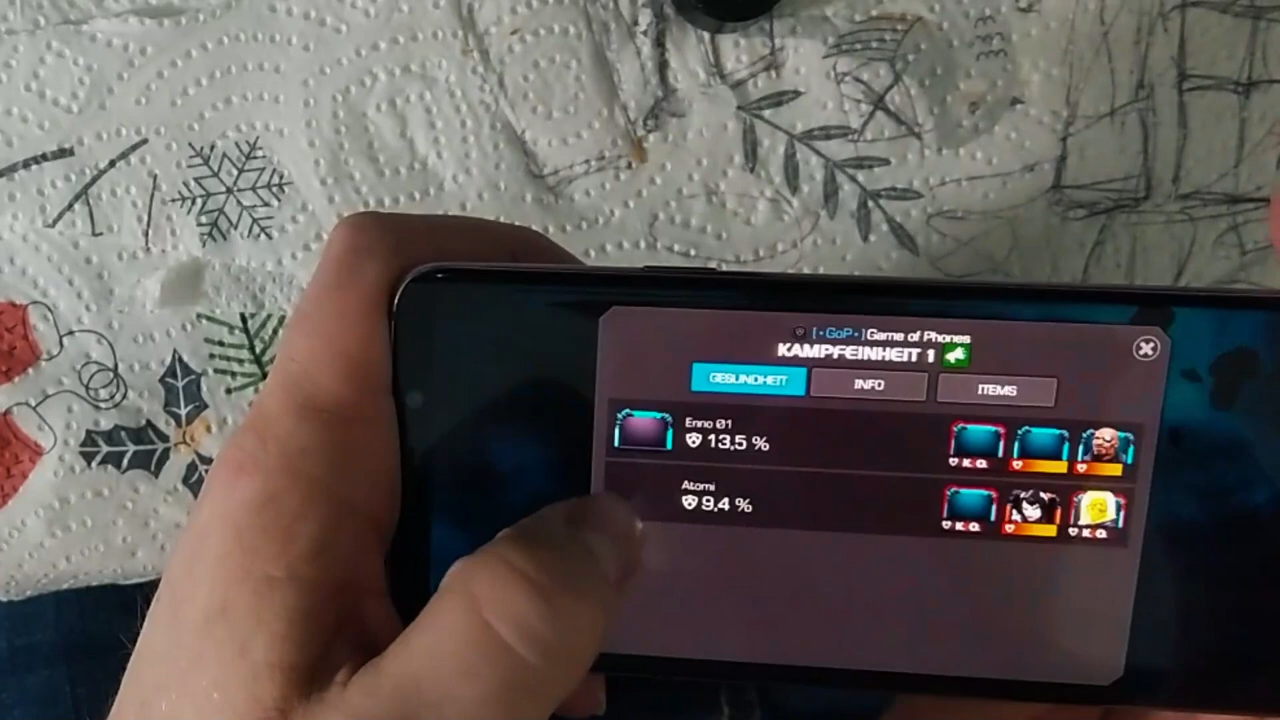 [•GoP•] Game of Phones
KAMPFEINHEIT 1
GESUNDHEIT
INFO
ITEMS
Enno 01
13,5 %
K.O.
Atomi
9,4 %
K.O.
K.O.